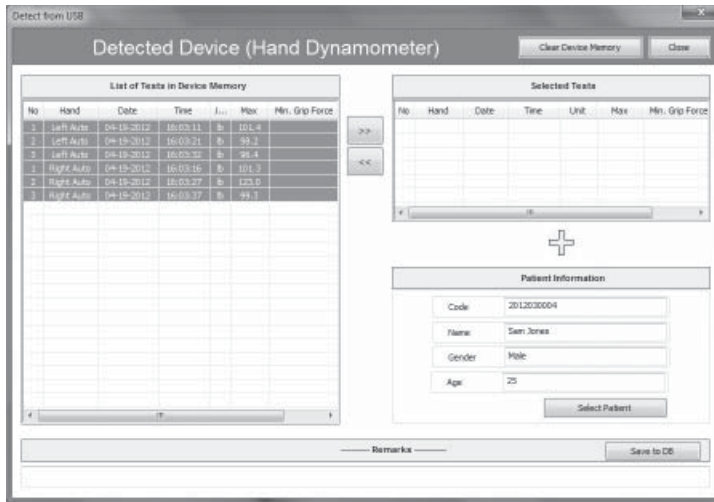 Detect from USB
Detected Device (Hand Dynamometer)
Clear Device Memory
Close
List of Tests in Device Memory
No Hand Date Time J... Max Min. Grip Force
1 Left Auto 04-19-2012 16:03:11 lb 101.4
2 Left Auto 04-19-2012 16:03:21 lb
3 Left Auto 04-19-2012 16:03:32 lb
1 Right Auto 04-19-2012 16:03:16 lb 101.3
2 Right Auto 04-19-2012 16:03:27 lb 123.0
3 Right Auto 04-19-2012 16:03:37 lb 99.3
>>
<<
Selected Tests
No Hand Date Time Unit Max Min. Grip Force
Patient Information
Code 2012030004
Name Sam Jones
Gender Male
Age 25
Select Patient
------ Remarks ------
Save to DB